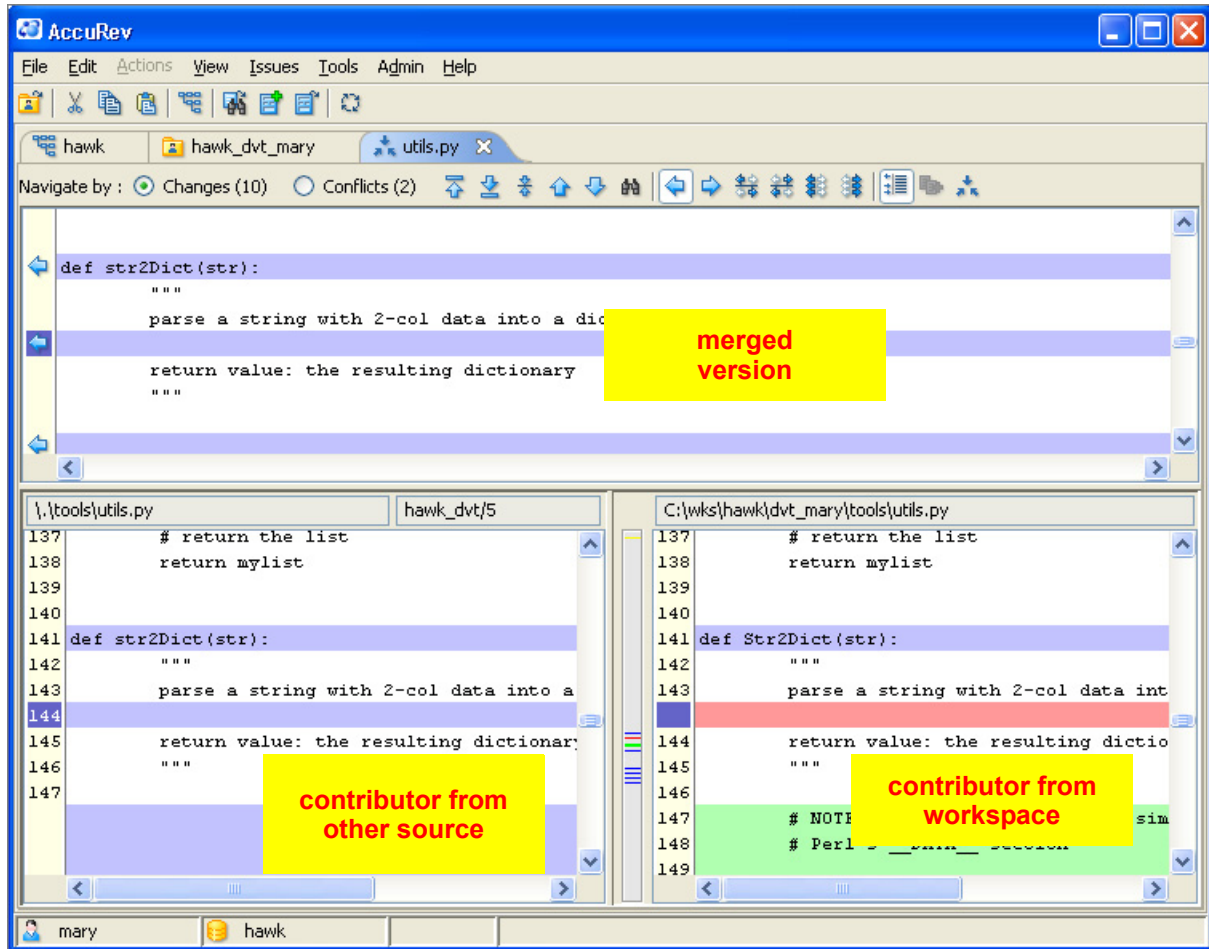 AccuRev
File Edit Actions View Issues Tools Admin Help
hawk hawk_dvt_mary utils.py
Navigate by : Changes (10) Conflicts (2)
def str2Dict(str):
"""
parse a string with 2-col data into a dic
return value: the resulting dictionary
"""
merged
version
\.\tools\utils.py hawk_dvt/5
137 # return the list
138 return mylist
139
140
141 def str2Dict(str):
142 """
143 parse a string with 2-col data into a
144
145 return value: the resulting dictionary
146 """
147
contributor from
other source
C:\wks\hawk\dvt_mary\tools\utils.py
137 # return the list
138 return mylist
139
140
141 def Str2Dict(str):
142 """
143 parse a string with 2-col data int
144 return value: the resulting dictio
145 """
146
147 # NOTE sim
148 # Perl
149
contributor from
workspace
mary hawk